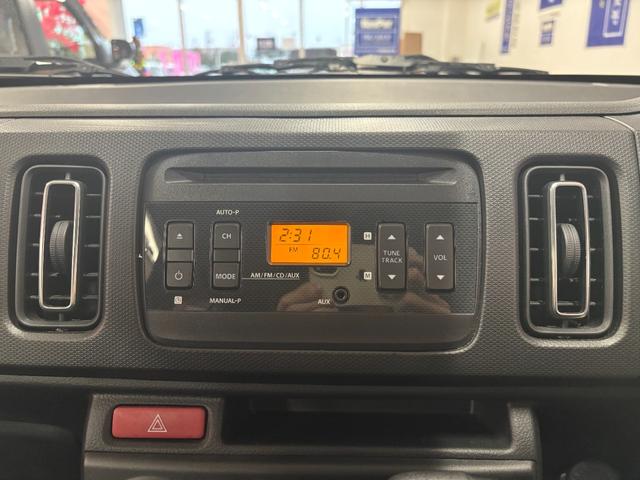 AUTO-P
CH
2:31
H
TUNE
TRACK
VOL
FM 80.4
MODE
AM/FM/CD/AUX
M
MANUAL-P
AUX